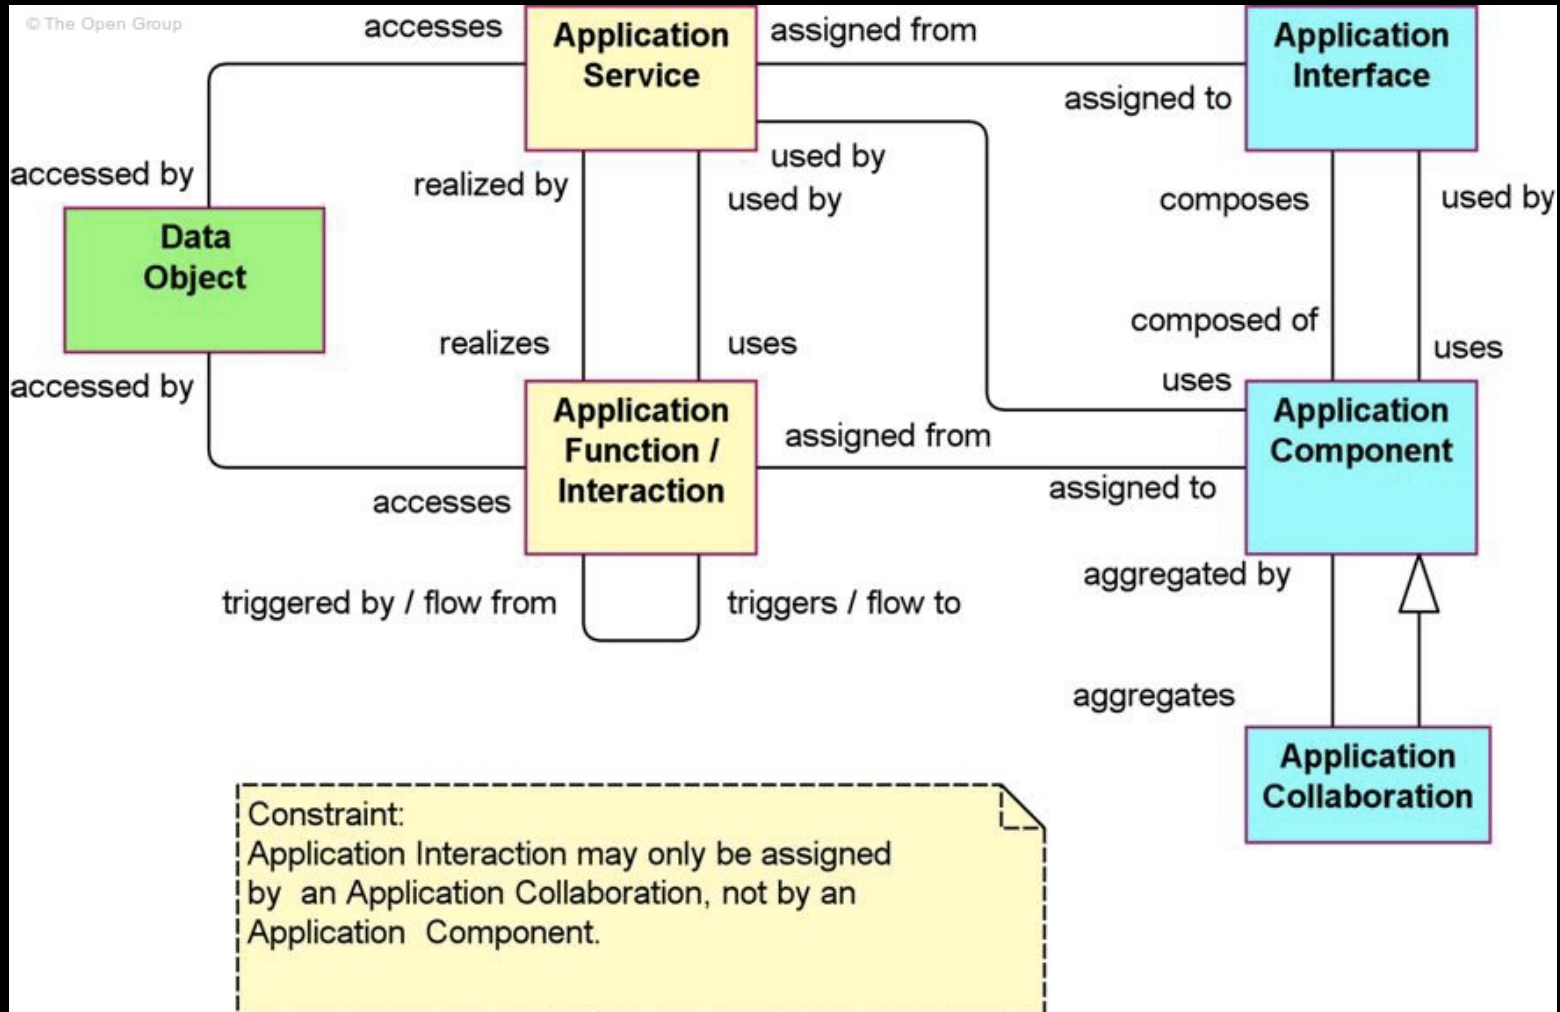 © The Open Group
accesses
Application
Service
assigned from
Application
Interface
assigned to
accessed by
realized by
used by
used by
composes
used by
Data
Object
composed of
realizes
uses
uses
uses
accessed by
Application
Function /
Interaction
assigned from
Application
Component
accesses
assigned to
aggregated by
triggered by / flow from
triggers / flow to
aggregates
Application
Collaboration
Constraint:
Application Interaction may only be assigned
by an Application Collaboration, not by an
Application Component.